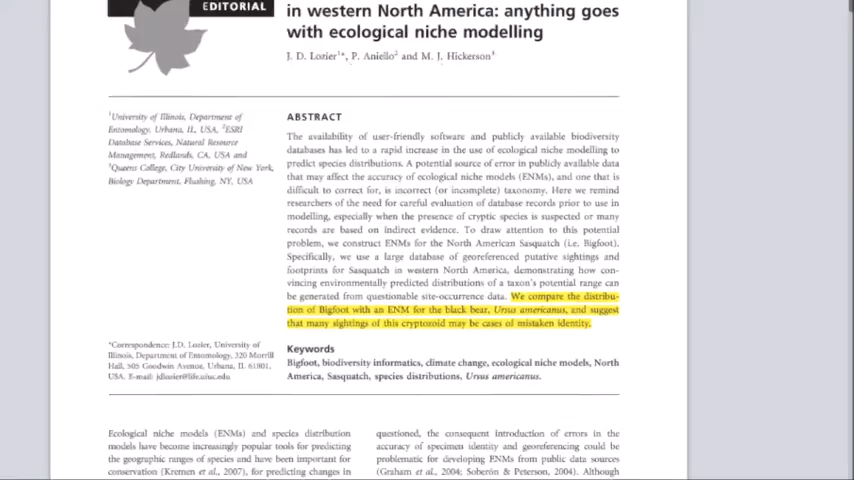 EDITORIAL
in western North America: anything goes
with ecological niche modelling
J. D. Lozier¹*, P. Aniello² and M. J. Hickerson³
¹University of Illinois, Department of
Entomology, Urbana, IL, USA, ²ESRI
Database Services, Natural Resource
Management, Redlands, CA, USA and
³Queens College, City University of New York,
Biology Department, Flushing, NY, USA
*Correspondence: J.D. Lozier, University of
Illinois, Department of Entomology, 320 Morrill
Hall, 505 Goodwin Avenue, Urbana, IL 61801,
USA. E-mail: jdlozier@life.uiuc.edu
ABSTRACT
The availability of user-friendly software and publicly available biodiversity
databases has led to a rapid increase in the use of ecological niche modelling to
predict species distributions. A potential source of error in publicly available data
that may affect the accuracy of ecological niche models (ENMs), and one that is
difficult to correct for, is incorrect (or incomplete) taxonomy. Here we remind
researchers of the need for careful evaluation of database records prior to use in
modelling, especially when the presence of cryptic species is suspected or many
records are based on indirect evidence. To draw attention to this potential
problem, we construct ENMs for the North American Sasquatch (i.e. Bigfoot).
Specifically, we use a large database of georeferenced putative sightings and
footprints for Sasquatch in western North America, demonstrating how con-
vincing environmentally predicted distributions of a taxon's potential range can
be generated from questionable site-occurrence data. We compare the distribu-
tion of Bigfoot with an ENM for the black bear, Ursus americanus, and suggest
that many sightings of this cryptozoid may be cases of mistaken identity.
Keywords
Bigfoot, biodiversity informatics, climate change, ecological niche models, North
America, Sasquatch, species distributions, Ursus americanus.
Ecological niche models (ENMs) and species distribution
models have become increasingly popular tools for predicting
the geographic ranges of species and have been important for
conservation (Kremen et al., 2007), for predicting changes in
questioned, the consequent introduction of errors in the
accuracy of specimen identity and georeferencing could be
problematic for developing ENMs from public data sources
(Graham et al., 2004; Soberón & Peterson, 2004). Although